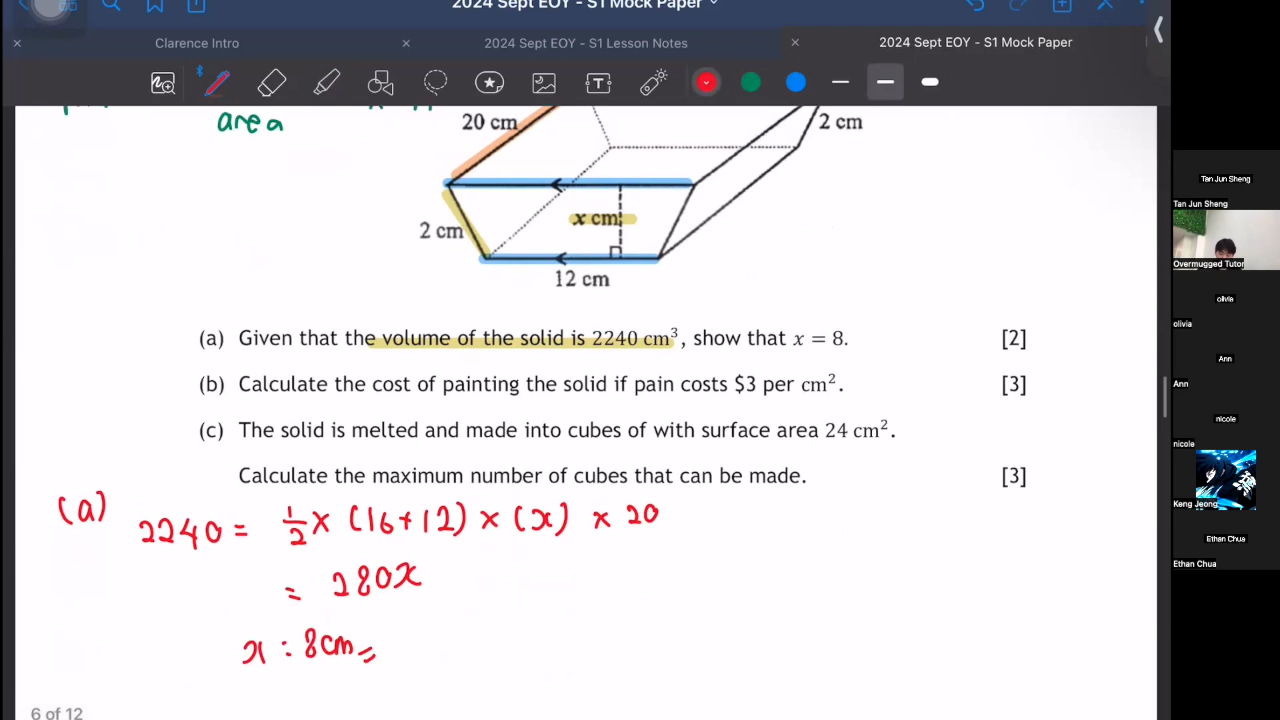 2024 Sept EOY - S1 Mock Paper
Clarence Intro
2024 Sept EOY - S1 Lesson Notes
2024 Sept EOY - S1 Mock Paper
area
20 cm
2 cm
x cm
2 cm
12 cm
(a) Given that the volume of the solid is 2240 cm³, show that x = 8. [2]
(b) Calculate the cost of painting the solid if pain costs $3 per cm². [3]
(c) The solid is melted and made into cubes of with surface area 24 cm².
Calculate the maximum number of cubes that can be made. [3]
(a) 2240 = ½ × (16+12) × (x) × 20
= 280x
x = 8cm
6 of 12
Tan Jun Sheng
Tan Jun Sheng
Overmugged Tutor
olivia
olivia
Ann
Ann
nicole
nicole
Keng Jeong
Ethan Chua
Ethan Chua